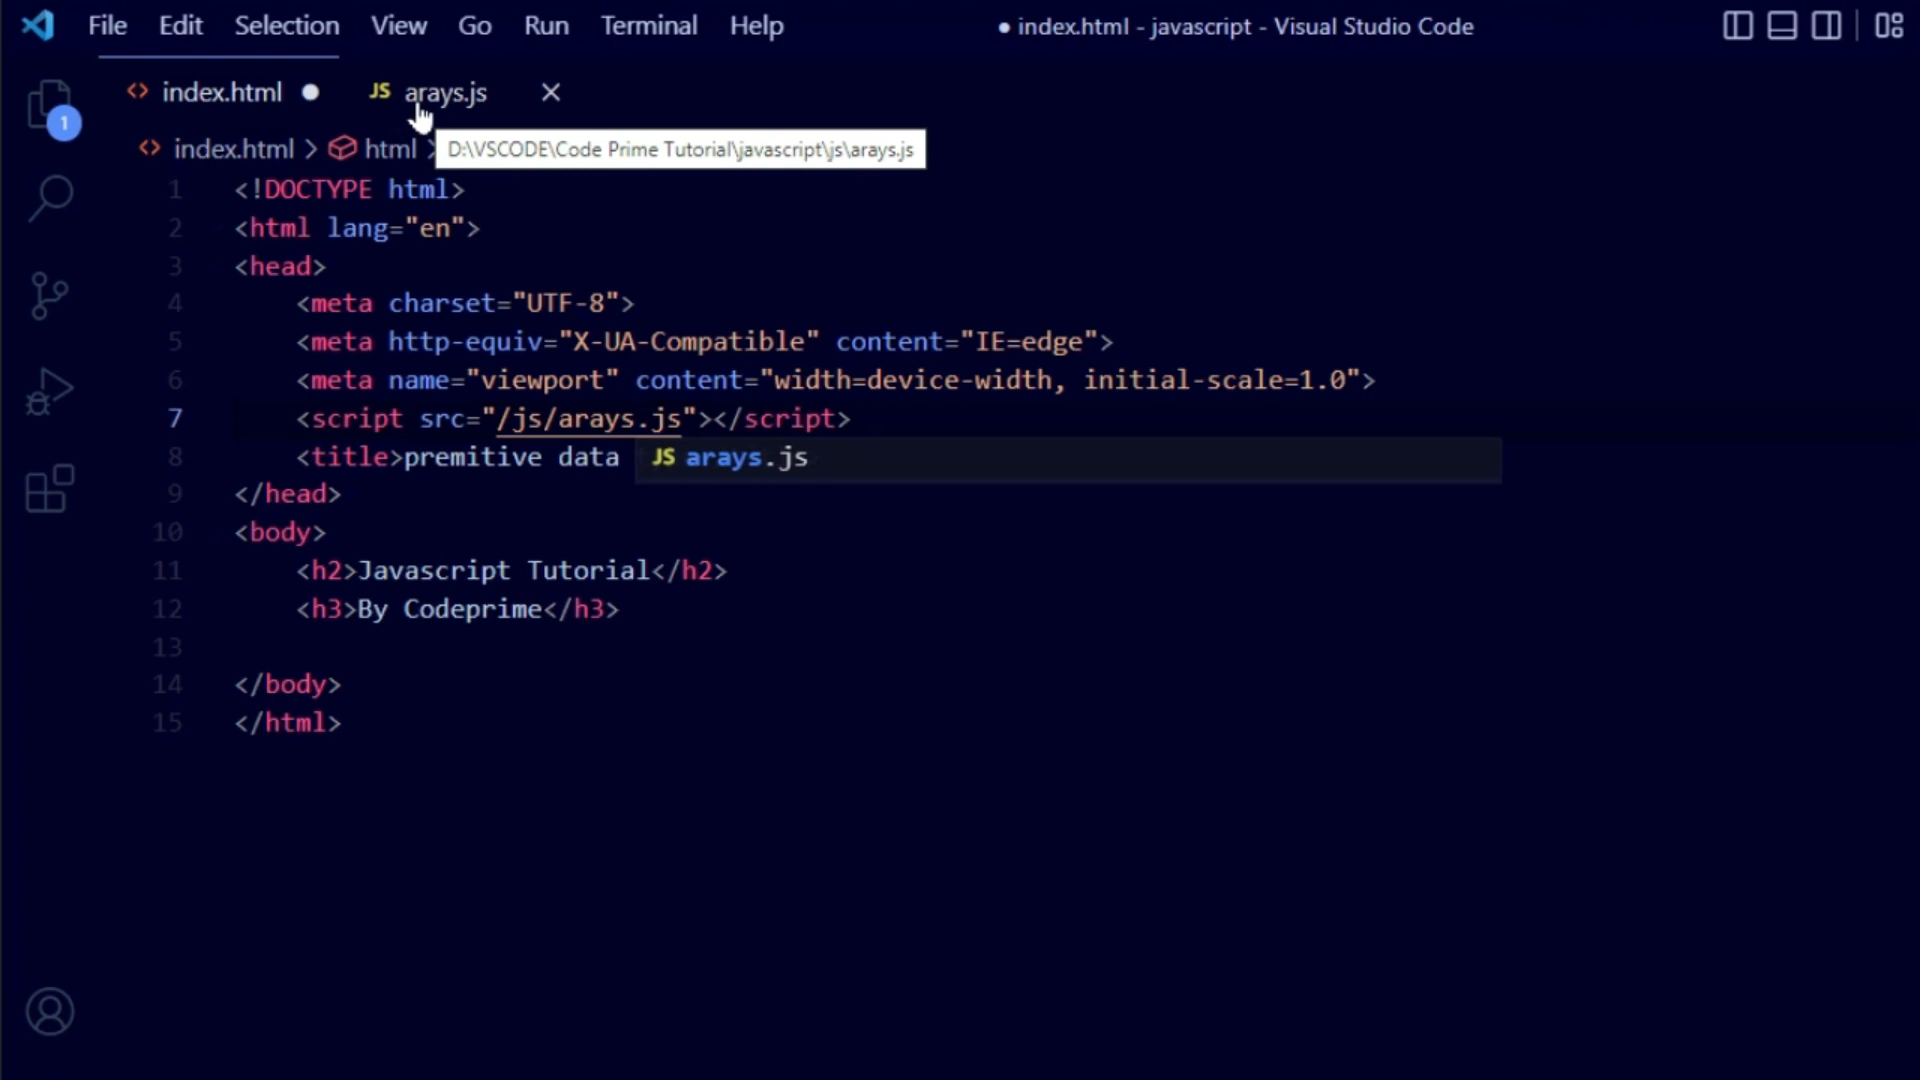 File Edit Selection View Go Run Terminal Help ● index.html - javascript - Visual Studio Code
<> index.html ● JS arays.js ×
1
<> index.html > html >
D:\VSCODE\Code Prime Tutorial\javascript\js\arays.js
1 <!DOCTYPE html>
2 <html lang="en">
3 <head>
4     <meta charset="UTF-8">
5     <meta http-equiv="X-UA-Compatible" content="IE=edge">
6     <meta name="viewport" content="width=device-width, initial-scale=1.0">
7     <script src="/js/arays.js"></script>
8     <title>premitive data
JS arays.js
9 </head>
10 <body>
11     <h2>Javascript Tutorial</h2>
12     <h3>By Codeprime</h3>
13
14 </body>
15 </html>